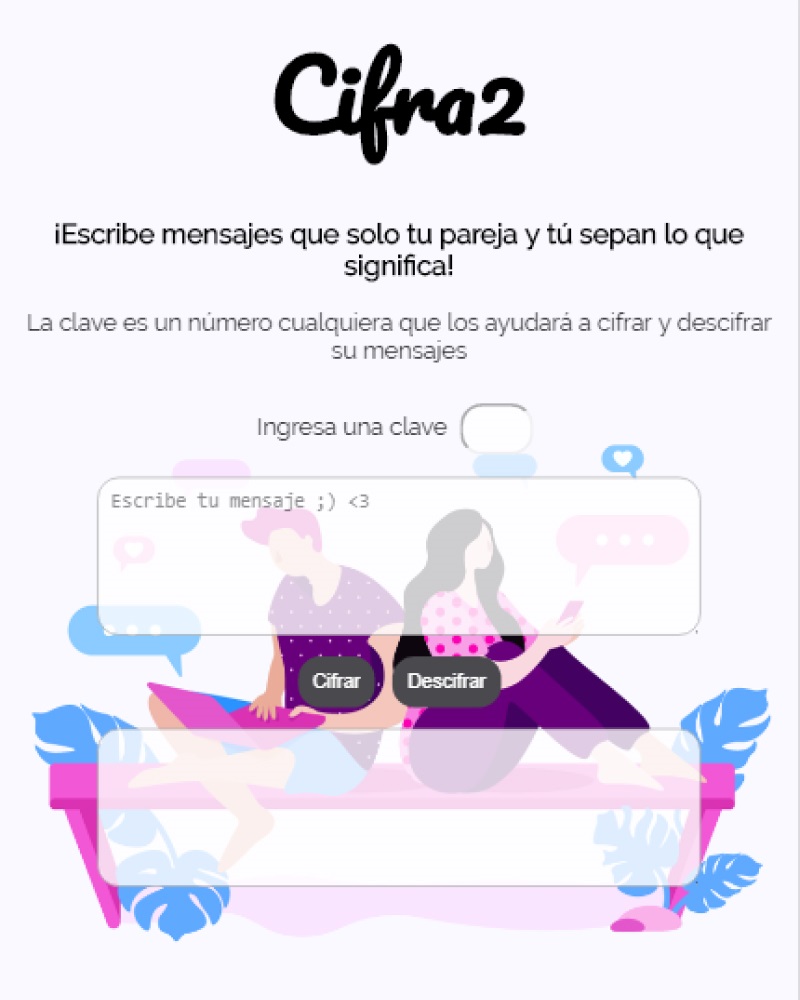 Cifra2
¡Escribe mensajes que solo tu pareja y tú sepan lo que
significa!
La clave es un número cualquiera que los ayudará a cifrar y descifrar
su mensajes
Ingresa una clave
Escribe tu mensaje ;) <3
Cifrar Descifrar